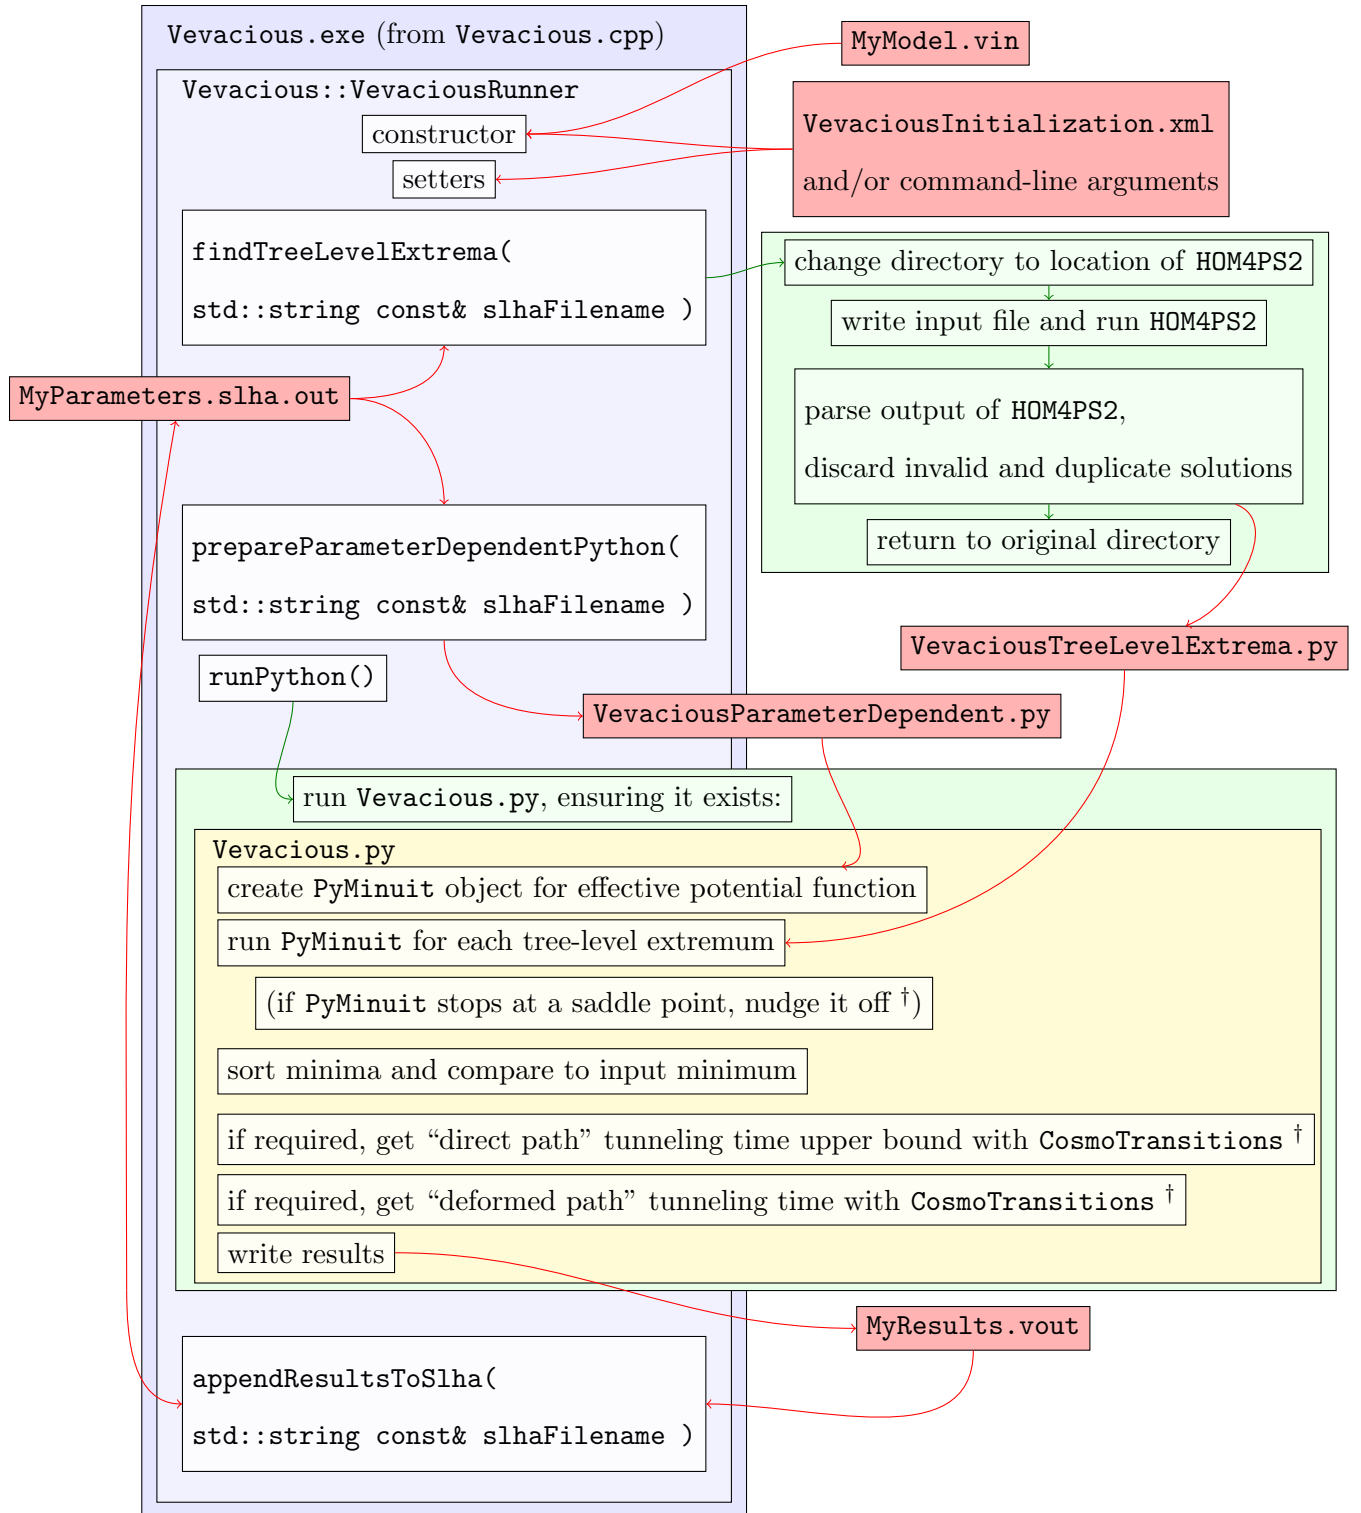 Vevacious.exe (from Vevacious.cpp)
MyModel.vin
Vevacious::VevaciousRunner
constructor
setters
VevaciousInitialization.xml
and/or command-line arguments
findTreeLevelExtrema(
std::string const& slhaFilename )
change directory to location of HOM4PS2
write input file and run HOM4PS2
parse output of HOM4PS2,
discard invalid and duplicate solutions
return to original directory
MyParameters.slha.out
prepareParameterDependentPython(
std::string const& slhaFilename )
VevaciousTreeLevelExtrema.py
runPython()
VevaciousParameterDependent.py
run Vevacious.py, ensuring it exists:
Vevacious.py
create PyMinuit object for effective potential function
run PyMinuit for each tree-level extremum
(if PyMinuit stops at a saddle point, nudge it off †)
sort minima and compare to input minimum
if required, get “direct path” tunneling time upper bound with CosmoTransitions †
if required, get “deformed path” tunneling time with CosmoTransitions †
write results
MyResults.vout
appendResultsToSlha(
std::string const& slhaFilename )